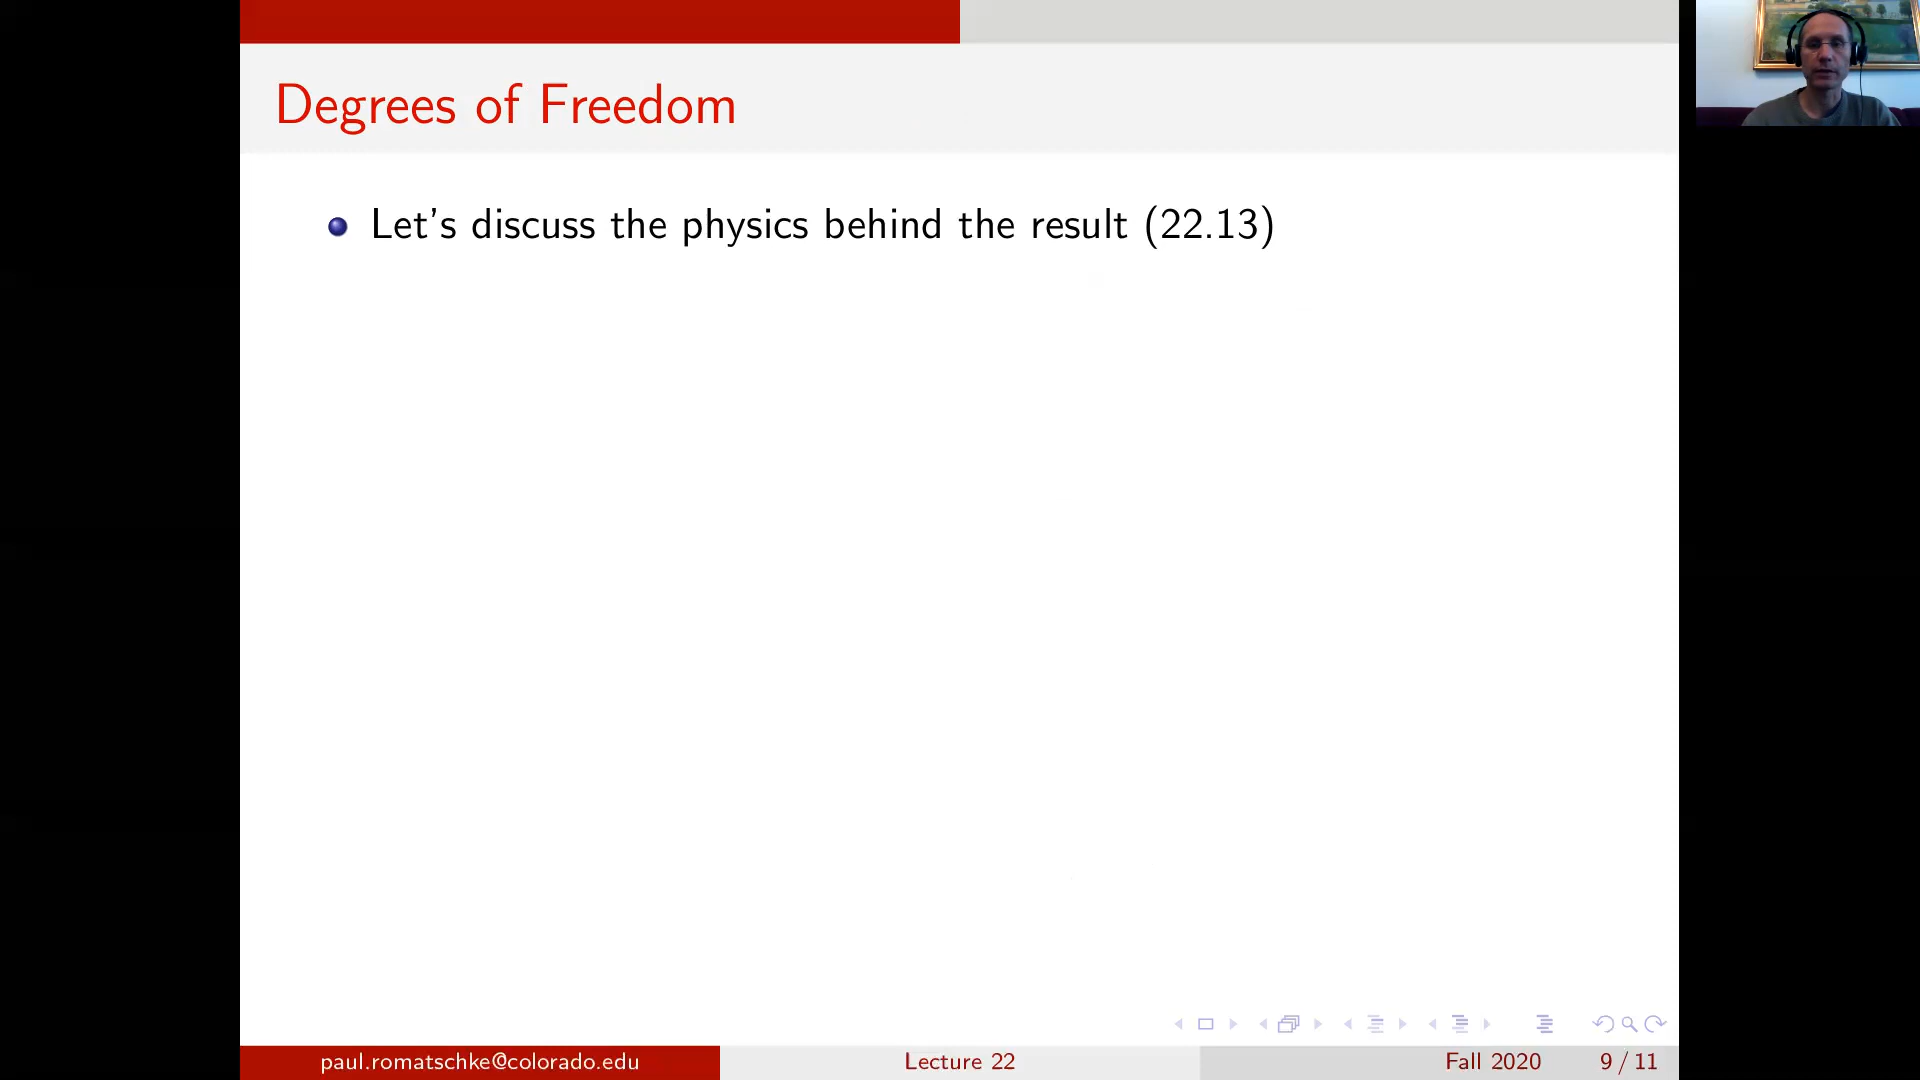 Degrees of Freedom
Let's discuss the physics behind the result (22.13)
paul.romatschke@colorado.edu
Lecture 22
Fall 2020
9 / 11